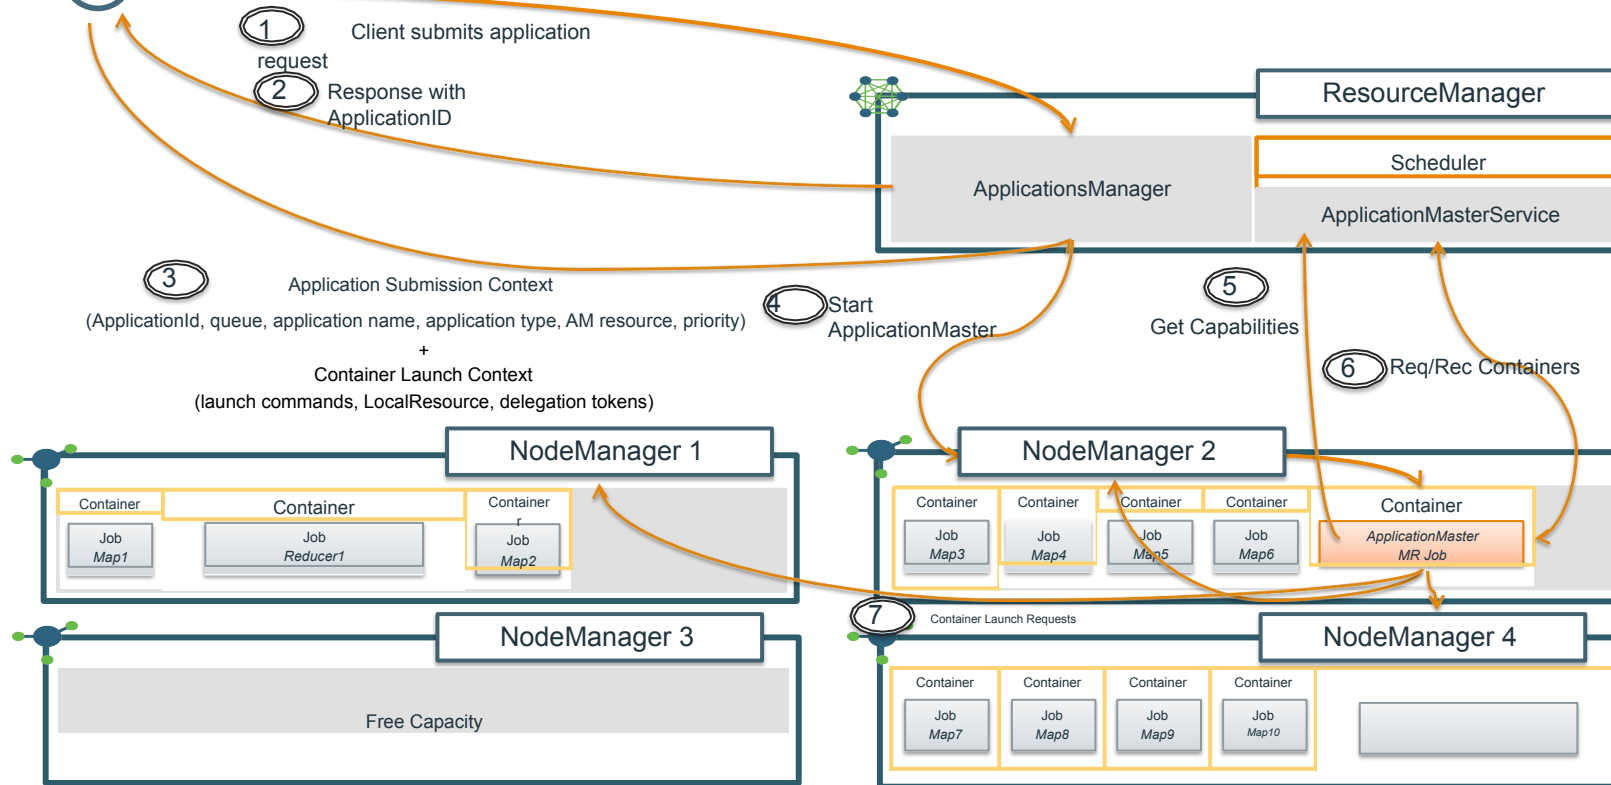 1
Client submits application
request
2
Response with
ApplicationID
ResourceManager
Scheduler
ApplicationsManager
ApplicationMasterService
3
Application Submission Context
(ApplicationId, queue, application name, application type, AM resource, priority)
+
Container Launch Context
(launch commands, LocalResource, delegation tokens)
4
Start
ApplicationMaster
5
Get Capabilities
6
Req/Rec Containers
NodeManager 1
Container
Job
Map1
Container
Job
Reducer1
Container
r
Job
Map2
NodeManager 2
Container
Job
Map3
Container
Job
Map4
Container
Job
Map5
Container
Job
Map6
Container
ApplicationMaster
MR Job
7
Container Launch Requests
NodeManager 3
Free Capacity
NodeManager 4
Container
Job
Map7
Container
Job
Map8
Container
Job
Map9
Container
Job
Map10